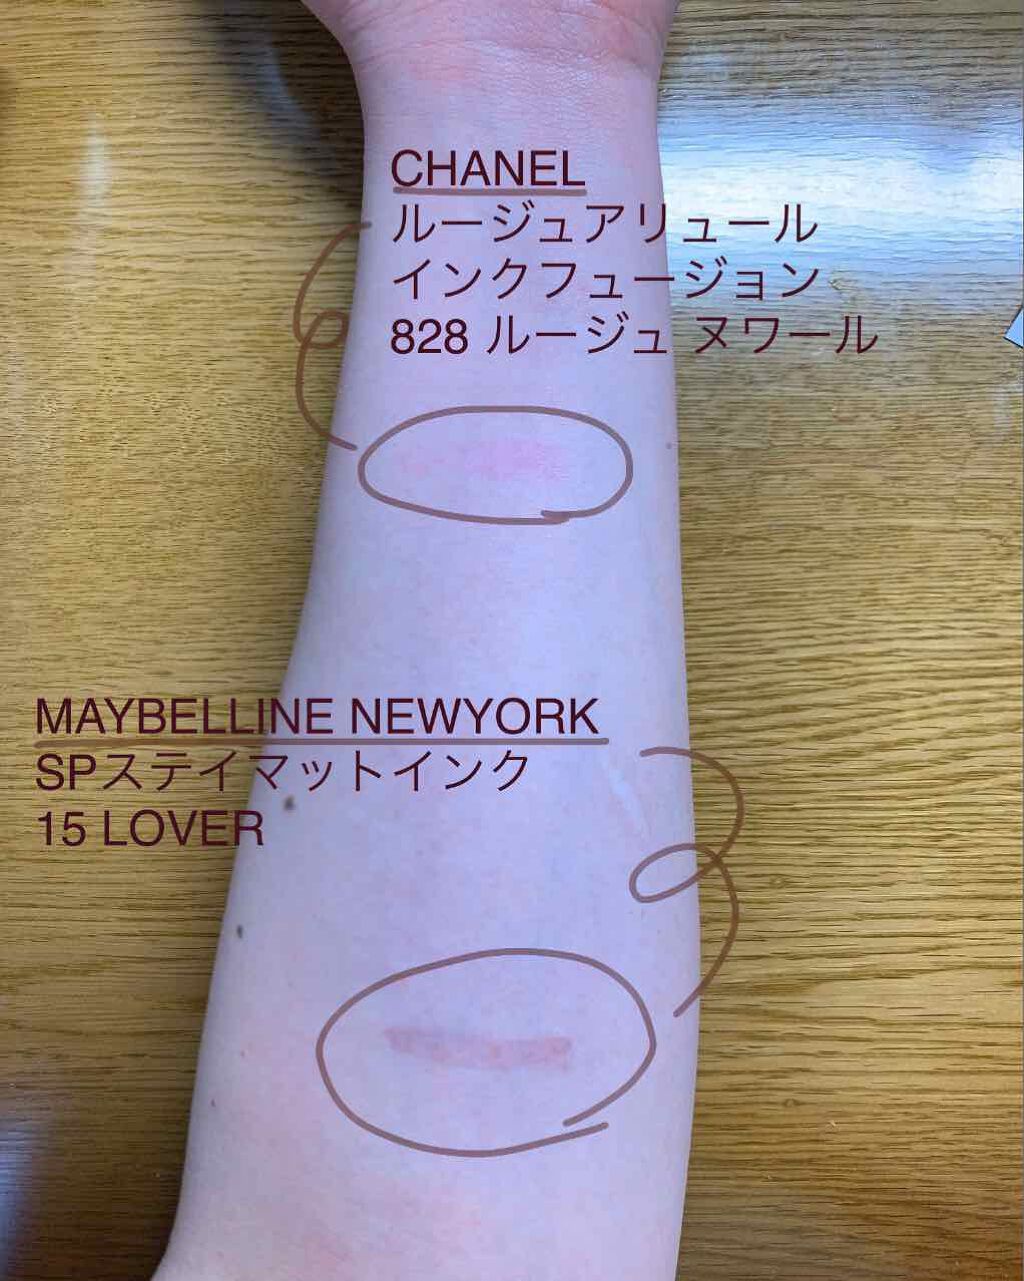 CHANEL
ルージュアリュール
インクフュージョン
828 ルージュ ヌワール
MAYBELLINE NEWYORK
SPステイマットインク
15 LOVER